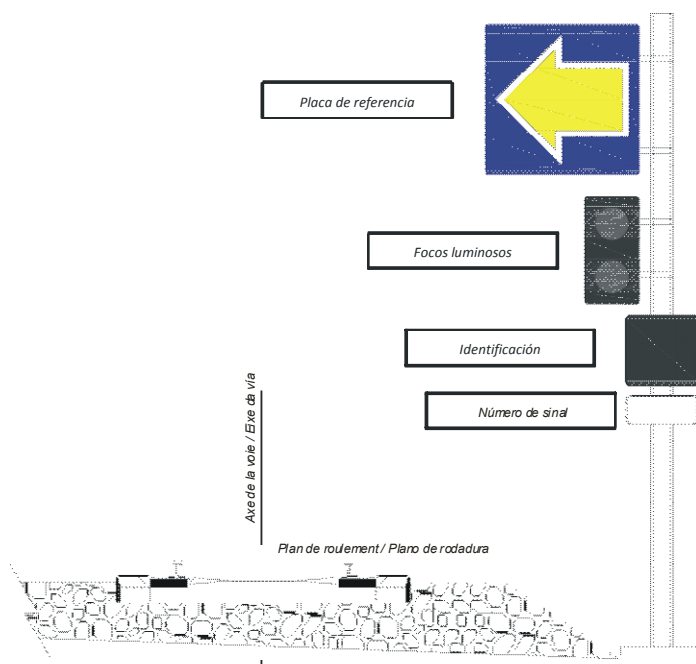 Placa de referencia
Focos luminosos
Identificación
Número de sinal
Axe de la voie / Eixe da vía
Plan de roulement / Plano de rodadura